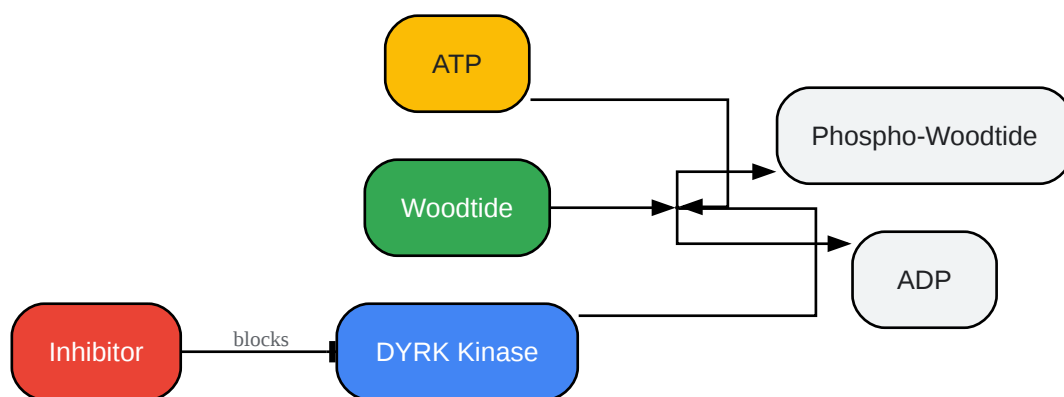 ATP
Phospho-Woodtide
Woodtide
ADP
Inhibitor
blocks
DYRK Kinase